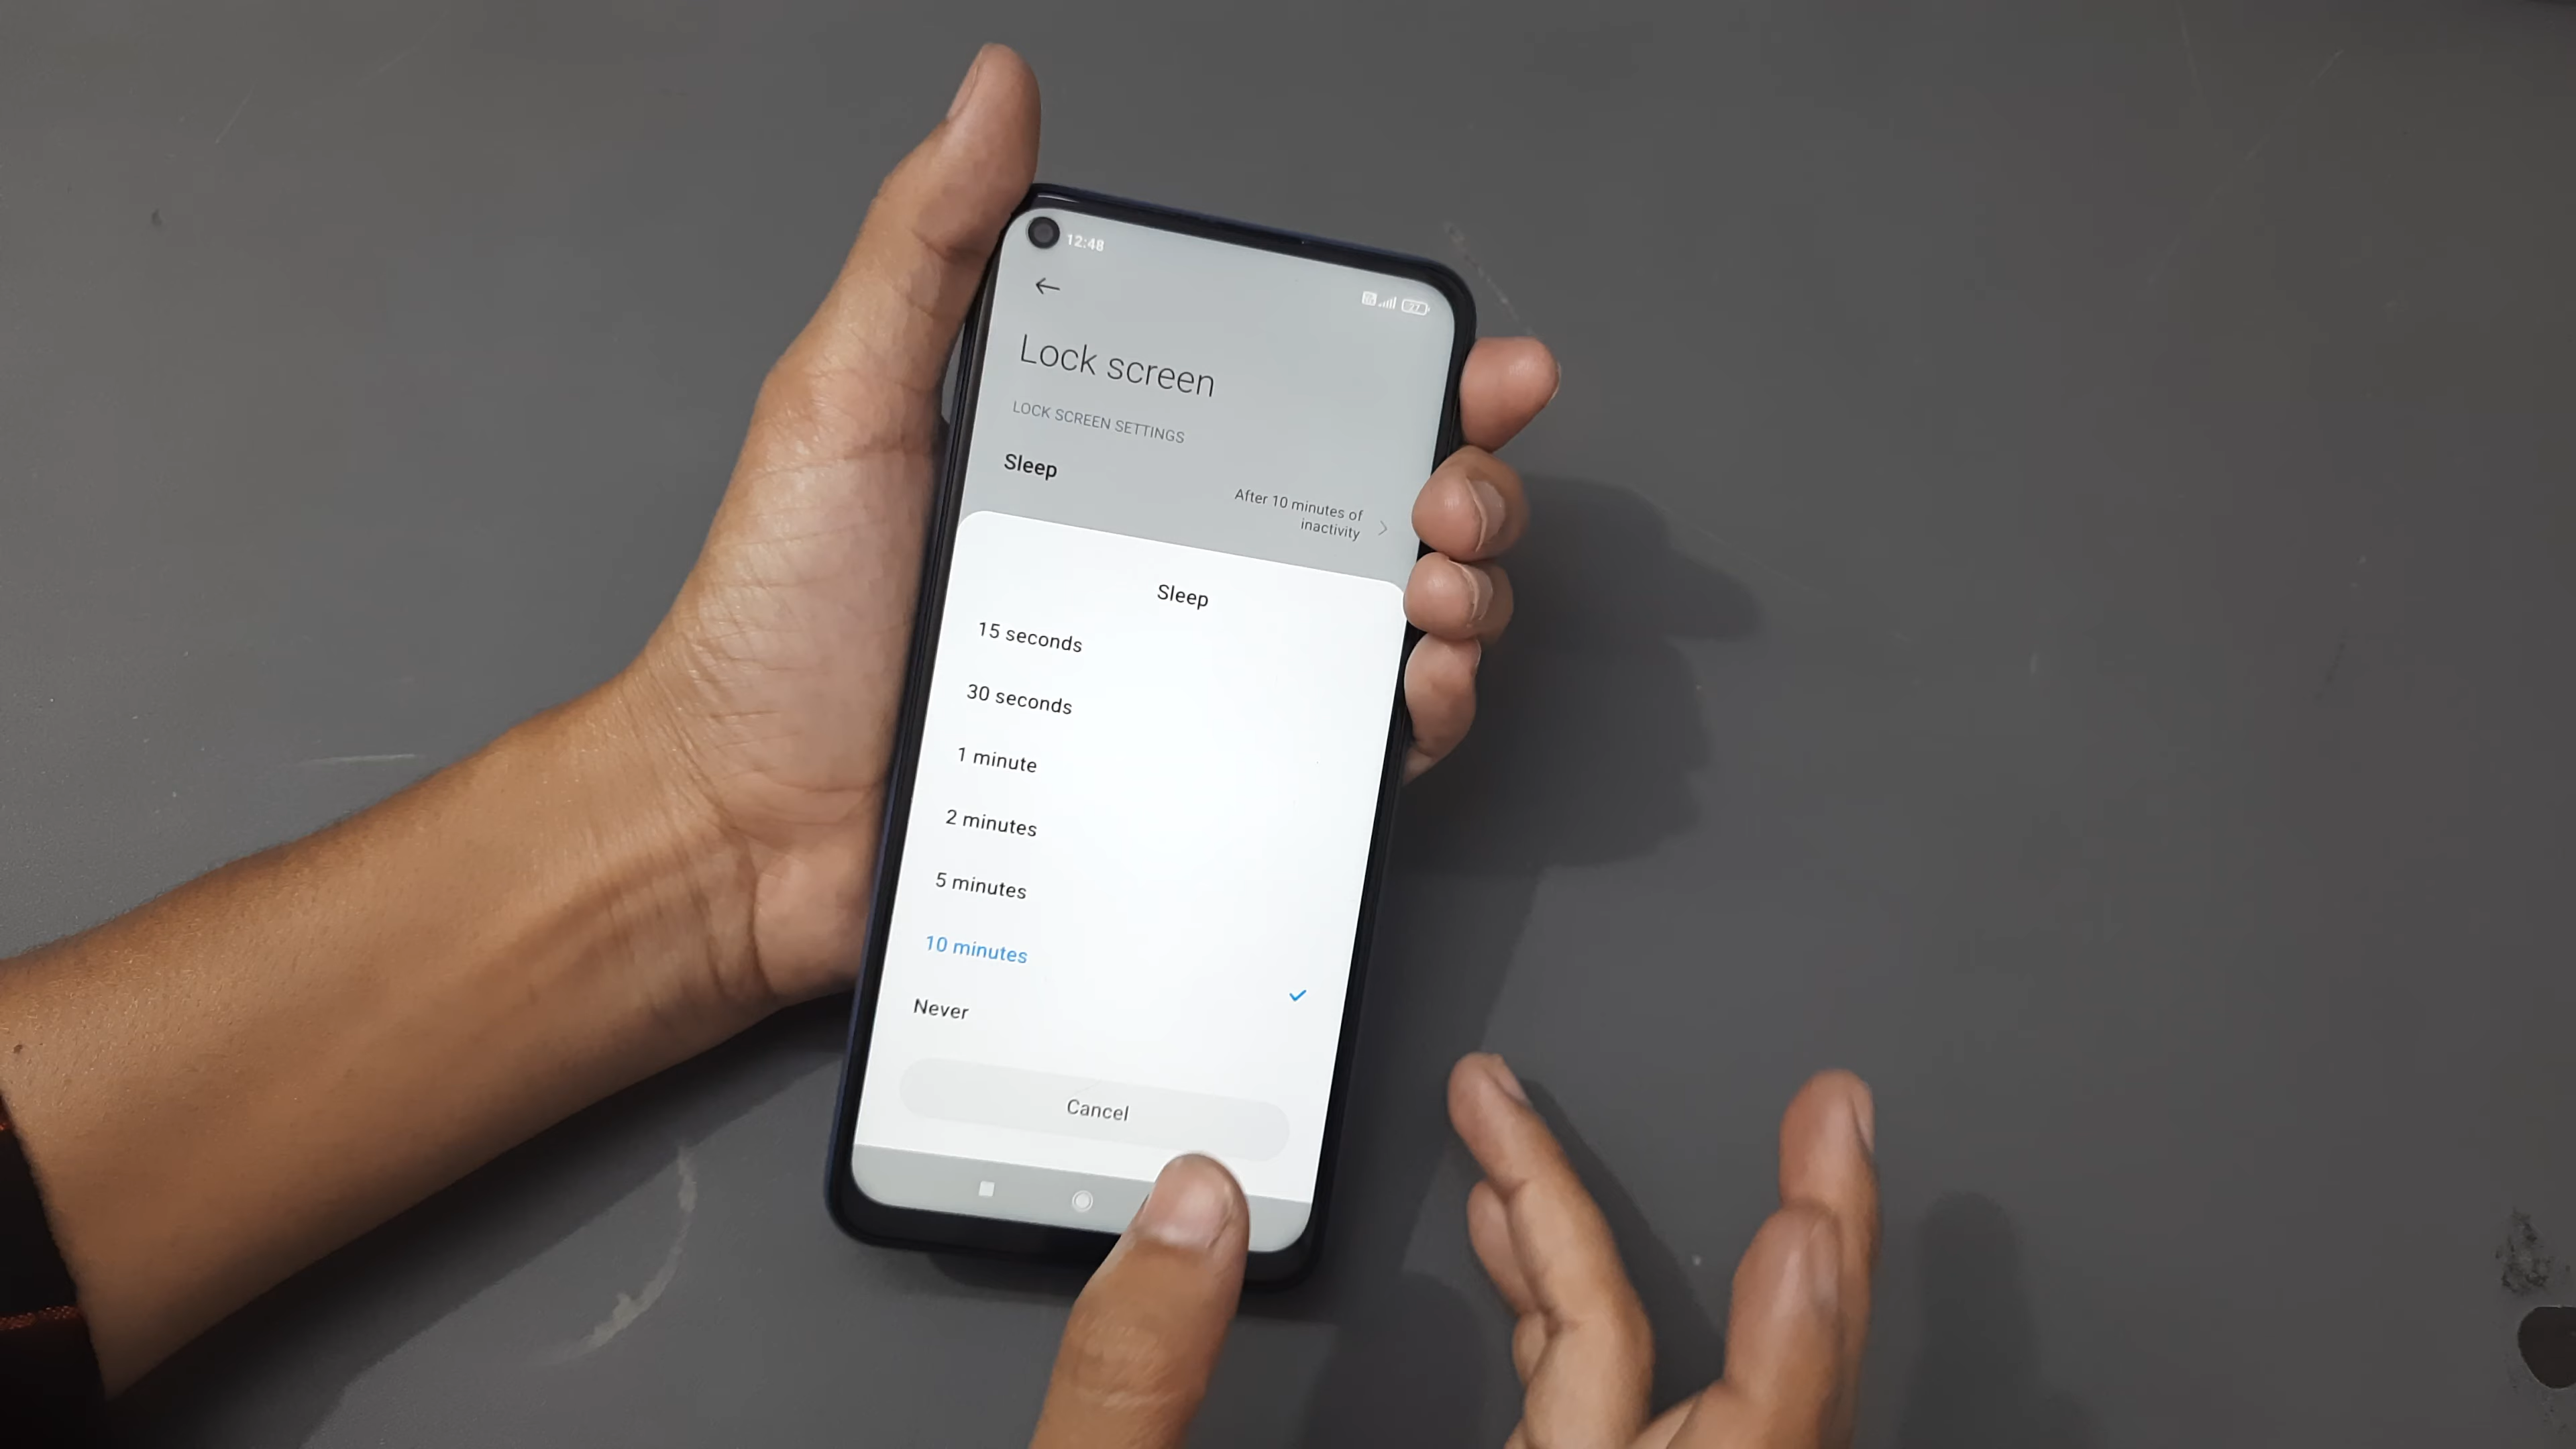 12:48
27
Lock screen
LOCK SCREEN SETTINGS
Sleep
After 10 minutes of
inactivity
Sleep
15 seconds
30 seconds
1 minute
2 minutes
5 minutes
10 minutes
Never
Cancel